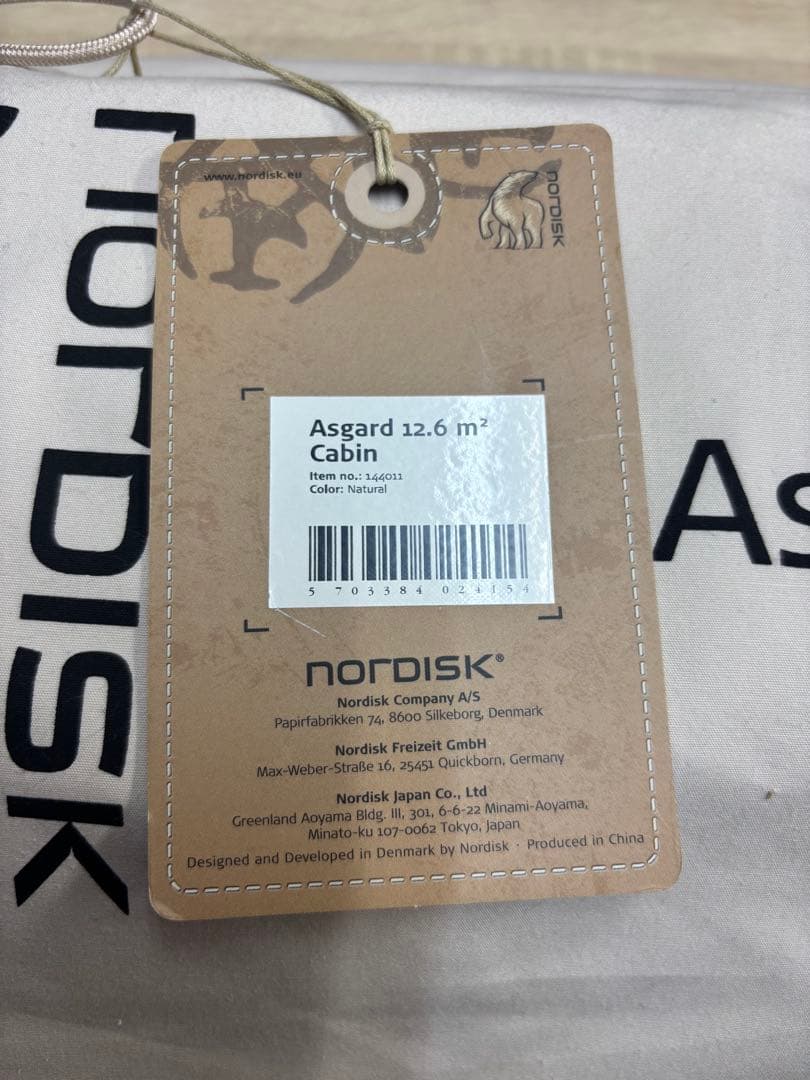 www.nordisk.eu
NORDISK
Asgard 12.6 m²
Cabin
Item no.: 144011
Color: Natural
5 703384 024154
NORDISK®
Nordisk Company A/S
Papirfabrikken 74, 8600 Silkeborg, Denmark
Nordisk Freizeit GmbH
Max-Weber-Straße 16, 25451 Quickborn, Germany
Nordisk Japan Co., Ltd
Greenland Aoyama Bldg. III, 301, 6-6-22 Minami-Aoyama,
Minato-ku 107-0062 Tokyo, Japan
Designed and Developed in Denmark by Nordisk · Produced in China
NORDISK
As